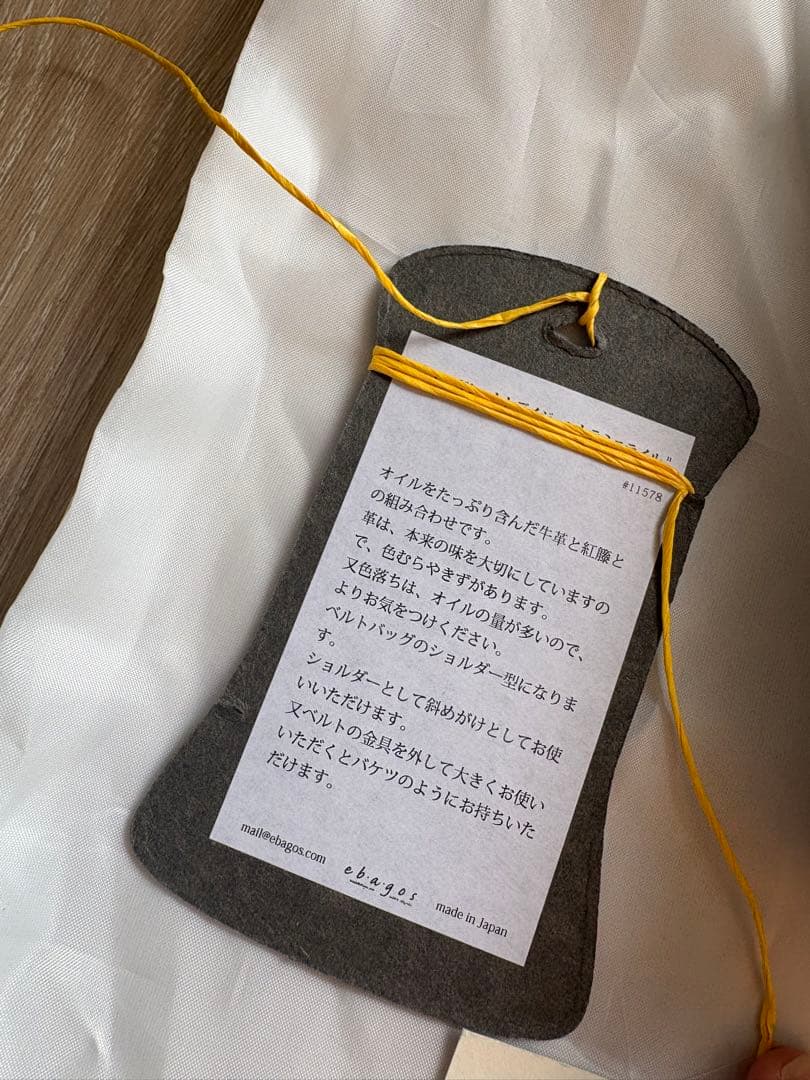 #11578
オイルをたっぷり含んだ牛革と紅籐と
の組み合わせです。
革は、本来の味を大切にしていますの
で、色むらやきずがあります。
又色落ちは、オイルの量が多いので、
よりお気をつけください。
ベルトバッグのショルダー型になりま
す。
ショルダーとして斜めがけとしてお使
いいただけます。
又ベルトの金具を外して大きくお使い
いただくとバケツのようにお持ちいた
だけます。
mail@ebagos.com
e b. a. g o s
made in Japan